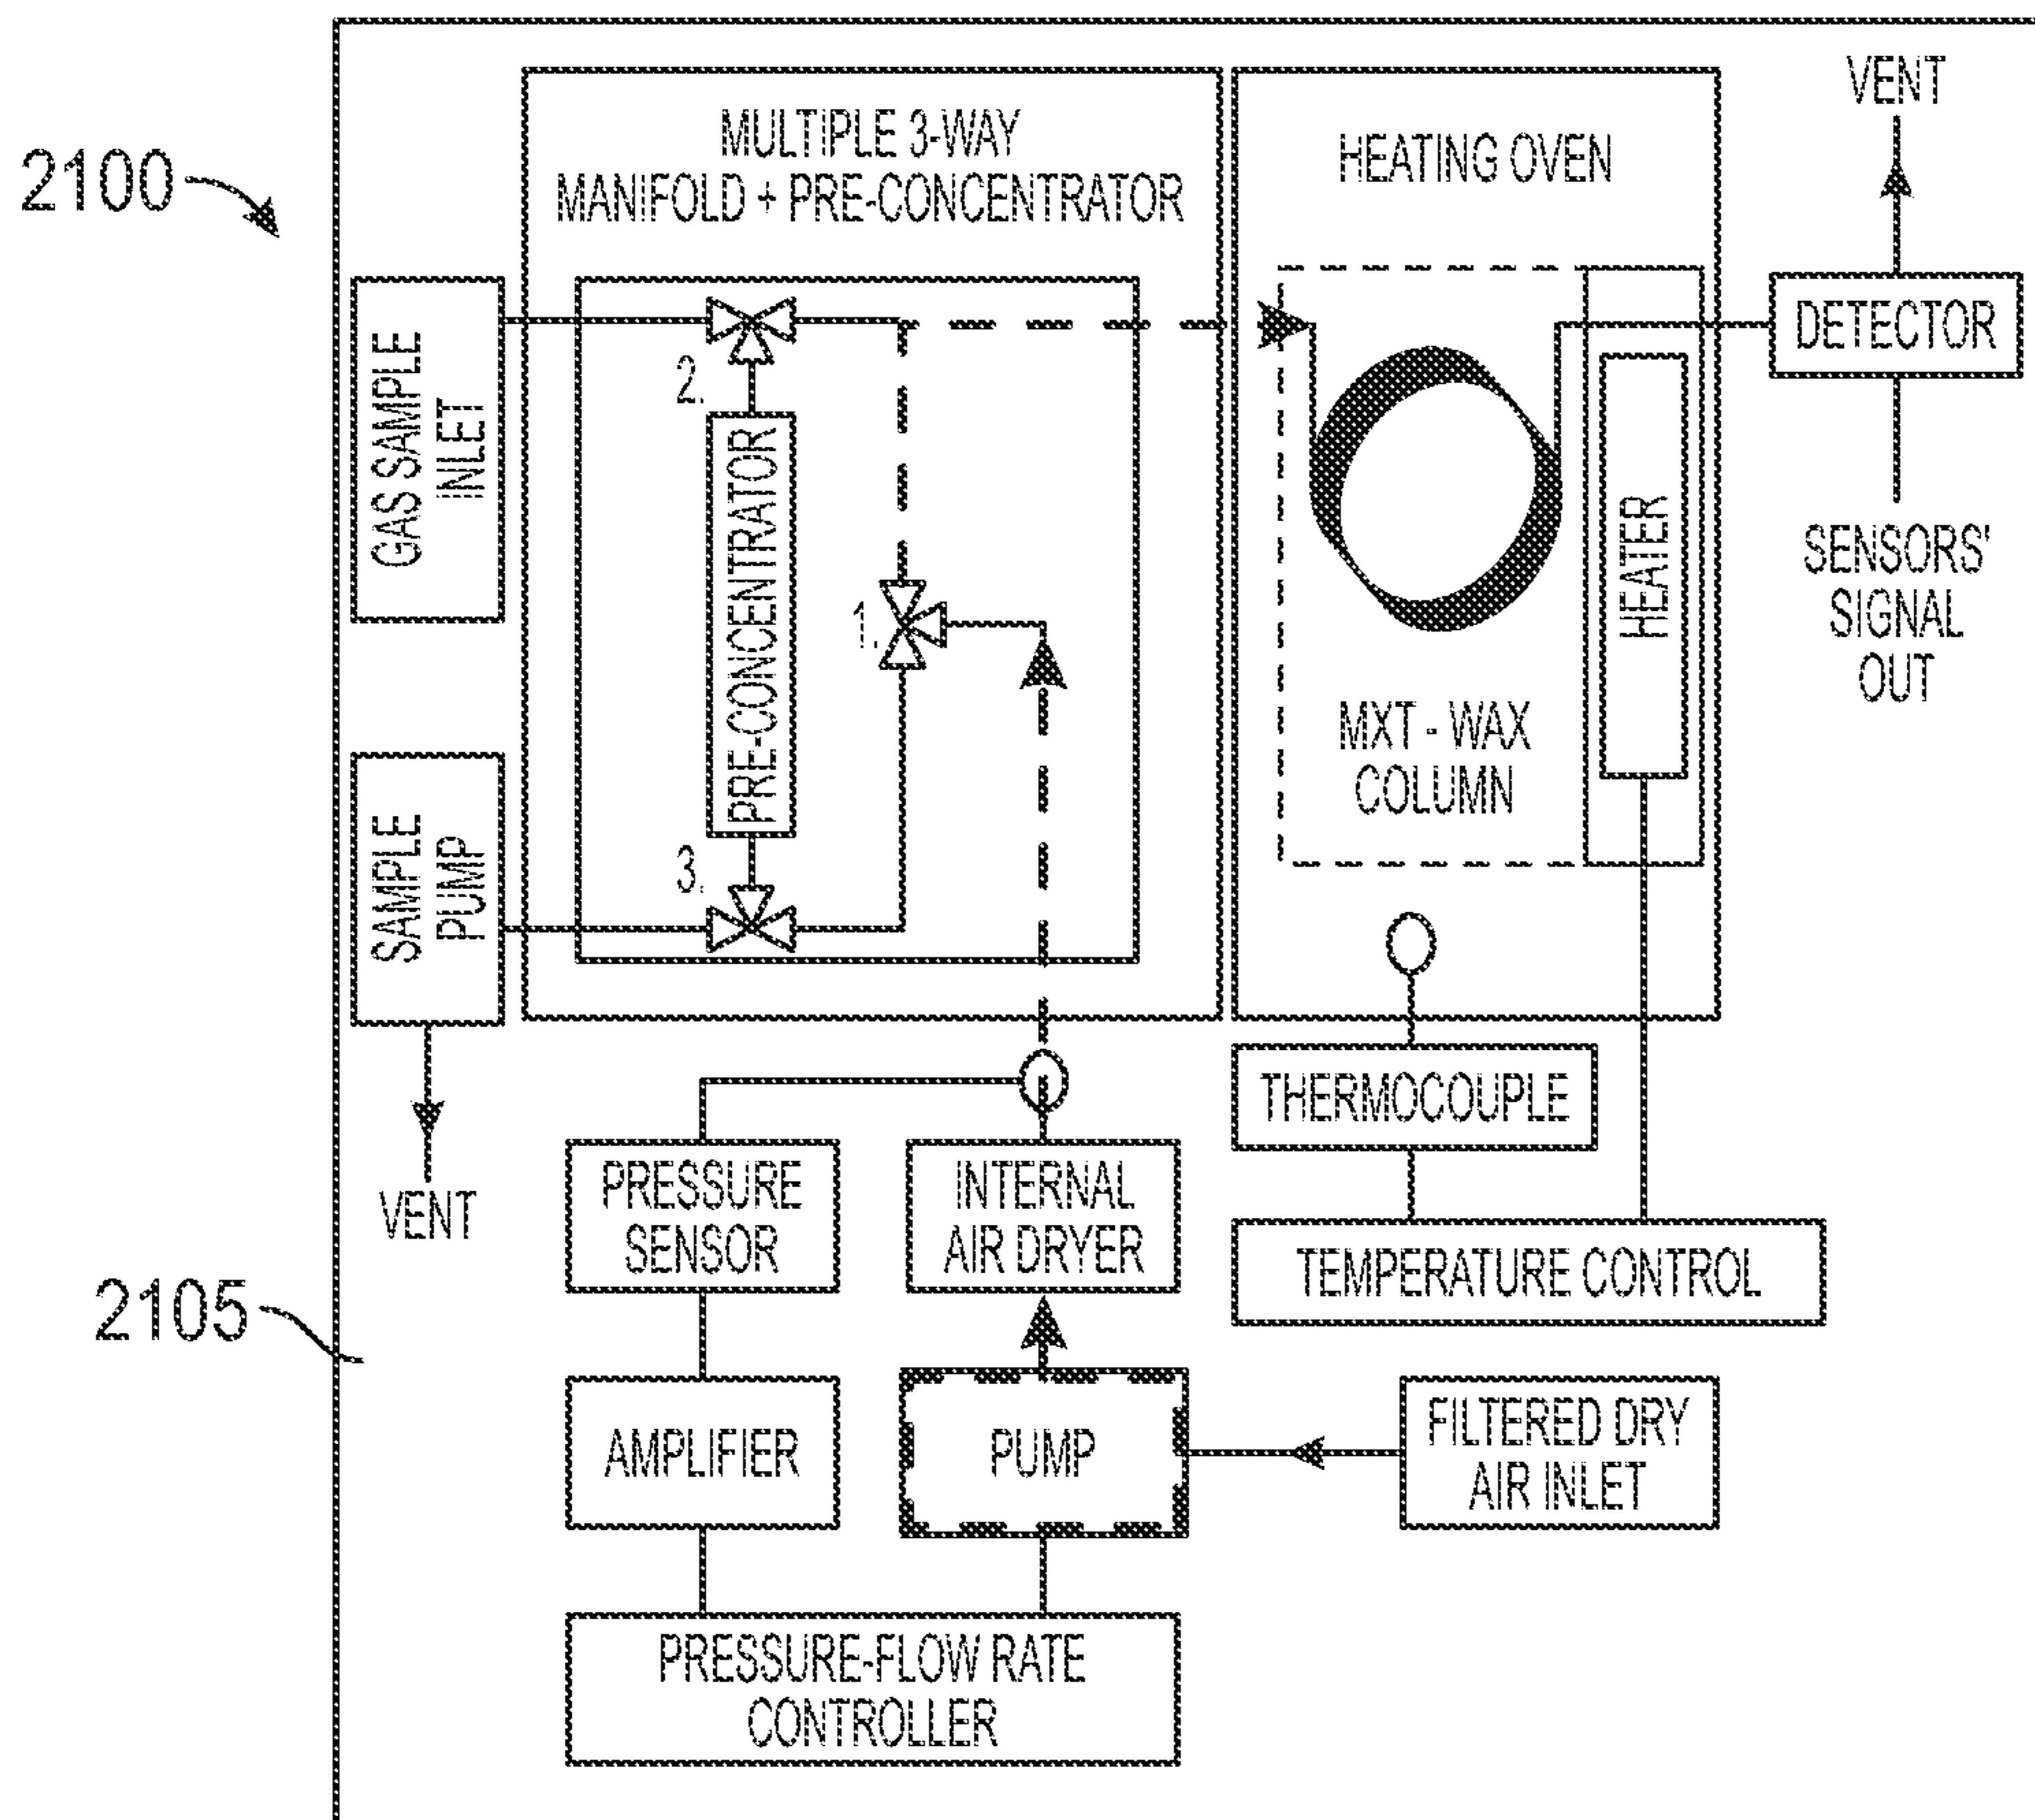 2100
MULTIPLE 3-WAY
MANIFOLD + PRE-CONCENTRATOR
HEATING OVEN
VENT
GAS SAMPLE
INLET
2.
PRE-CONCENTRATOR
1.
3.
DETECTOR
SENSORS'
SIGNAL
OUT
HEATER
MXT - WAX
COLUMN
SAMPLE
PUMP
VENT
2105
PRESSURE
SENSOR
INTERNAL
AIR DRYER
THERMOCOUPLE
TEMPERATURE CONTROL
AMPLIFIER
PUMP
FILTERED DRY
AIR INLET
PRESSURE-FLOW RATE
CONTROLLER